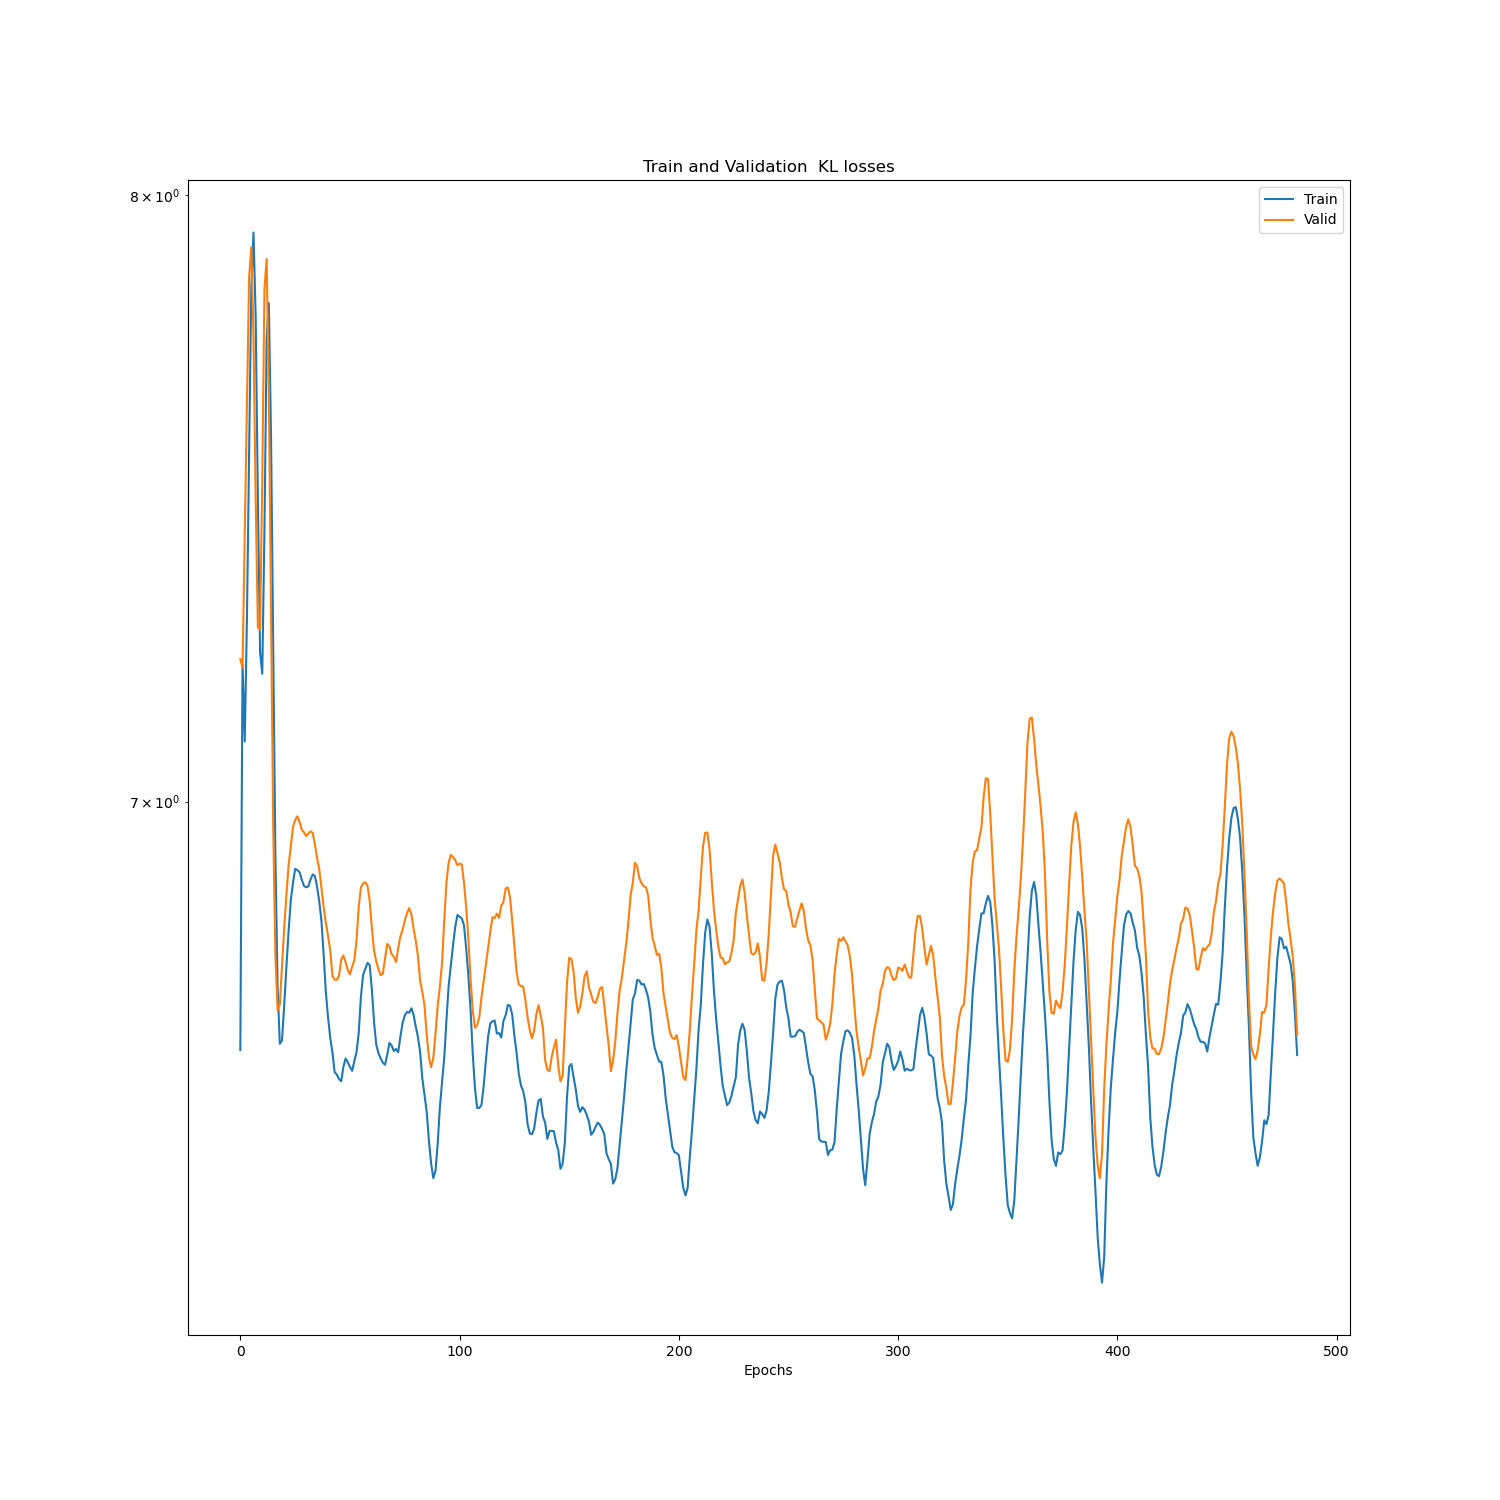 Train and Validation  KL losses
8 × 10⁰
7 × 10⁰
Train
Valid
0
100
200
300
400
500
Epochs